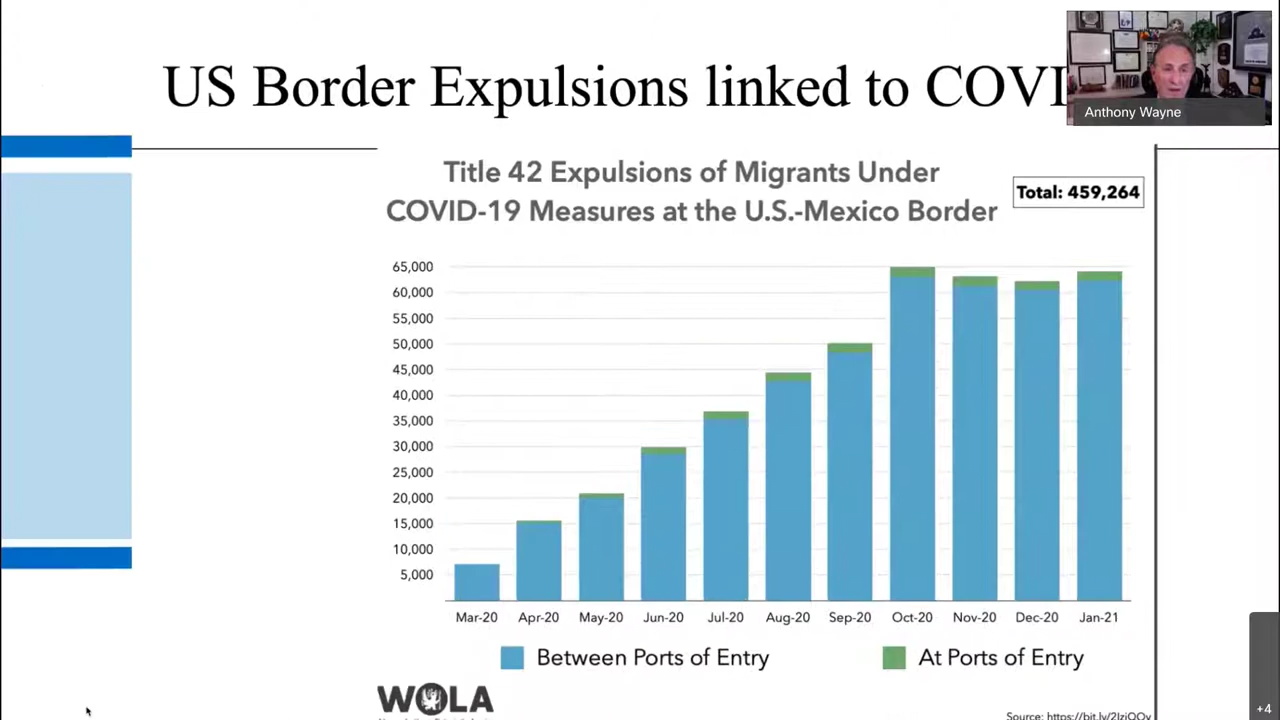 US Border Expulsions linked to COVI
Anthony Wayne
Title 42 Expulsions of Migrants Under
COVID-19 Measures at the U.S.-Mexico Border
Total: 459,264
65,000
60,000
55,000
50,000
45,000
40,000
35,000
30,000
25,000
20,000
15,000
10,000
5,000
Mar-20 Apr-20 May-20 Jun-20 Jul-20 Aug-20 Sep-20 Oct-20 Nov-20 Dec-20 Jan-21
Between Ports of Entry At Ports of Entry
WOLA
Source:
+4